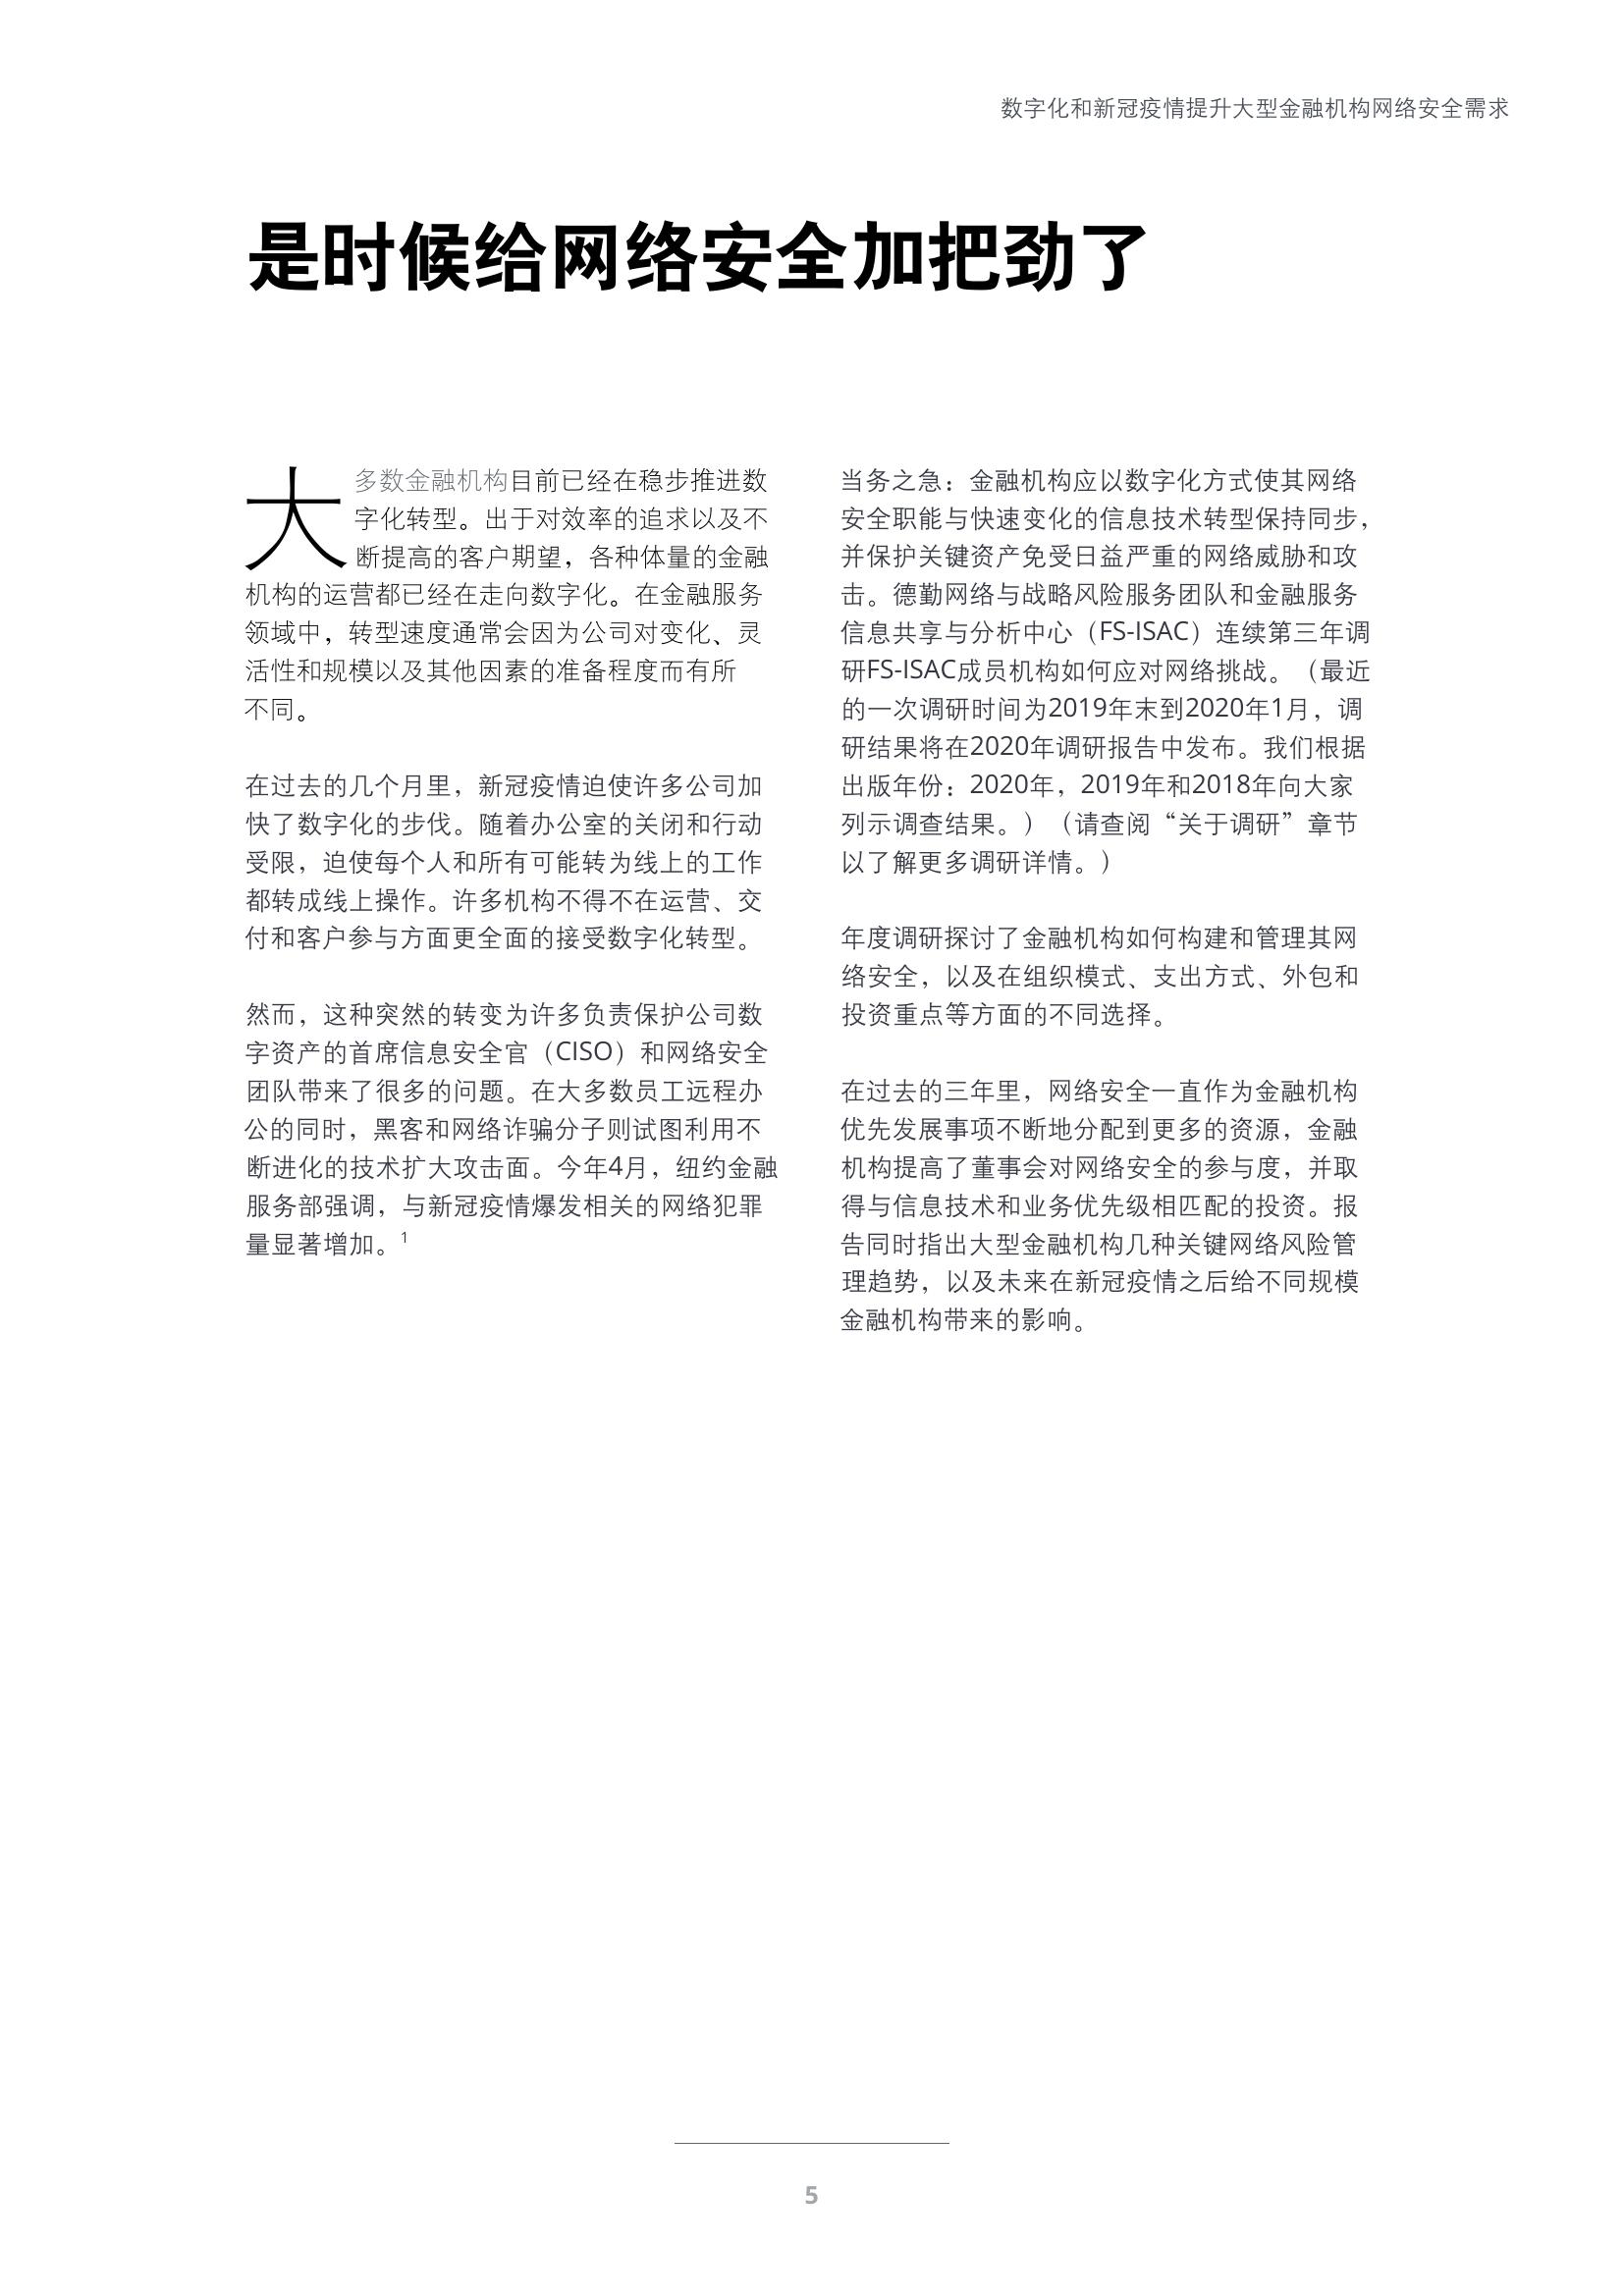 数字化和新冠疫情提升大型金融机构网络安全需求
是时候给网络安全加把劲了
大多数金融机构目前已经在稳步推进数
字化转型。出于对效率的追求以及不
断提高的客户期望，各种体量的金融
机构的运营都已经在走向数字化。在金融服务
领域中，转型速度通常会因为公司对变化、灵
活性和规模以及其他因素的准备程度而有所
不同。
在过去的几个月里，新冠疫情迫使许多公司加
快了数字化的步伐。随着办公室的关闭和行动
受限，迫使每个人和所有可能转为线上的工作
都转成线上操作。许多机构不得不在运营、交
付和客户参与方面更全面的接受数字化转型。
然而，这种突然的转变为许多负责保护公司数
字资产的首席信息安全官（CISO）和网络安全
团队带来了很多的问题。在大多数员工远程办
公的同时，黑客和网络诈骗分子则试图利用不
断进化的技术扩大攻击面。今年4月，纽约金融
服务部强调，与新冠疫情爆发相关的网络犯罪
量显著增加。1
当务之急：金融机构应以数字化方式使其网络
安全职能与快速变化的信息技术转型保持同步，
并保护关键资产免受日益严重的网络威胁和攻
击。德勤网络与战略风险服务团队和金融服务
信息共享与分析中心（FS-ISAC）连续第三年调
研FS-ISAC成员机构如何应对网络挑战。（最近
的一次调研时间为2019年末到2020年1月，调
研结果将在2020年调研报告中发布。我们根据
出版年份：2020年，2019年和2018年向大家
列示调查结果。）（请查阅“关于调研”章节
以了解更多调研详情。）
年度调研探讨了金融机构如何构建和管理其网
络安全，以及在组织模式、支出方式、外包和
投资重点等方面的不同选择。
在过去的三年里，网络安全一直作为金融机构
优先发展事项不断地分配到更多的资源，金融
机构提高了董事会对网络安全的参与度，并取
得与信息技术和业务优先级相匹配的投资。报
告同时指出大型金融机构几种关键网络风险管
理趋势，以及未来在新冠疫情之后给不同规模
金融机构带来的影响。
5